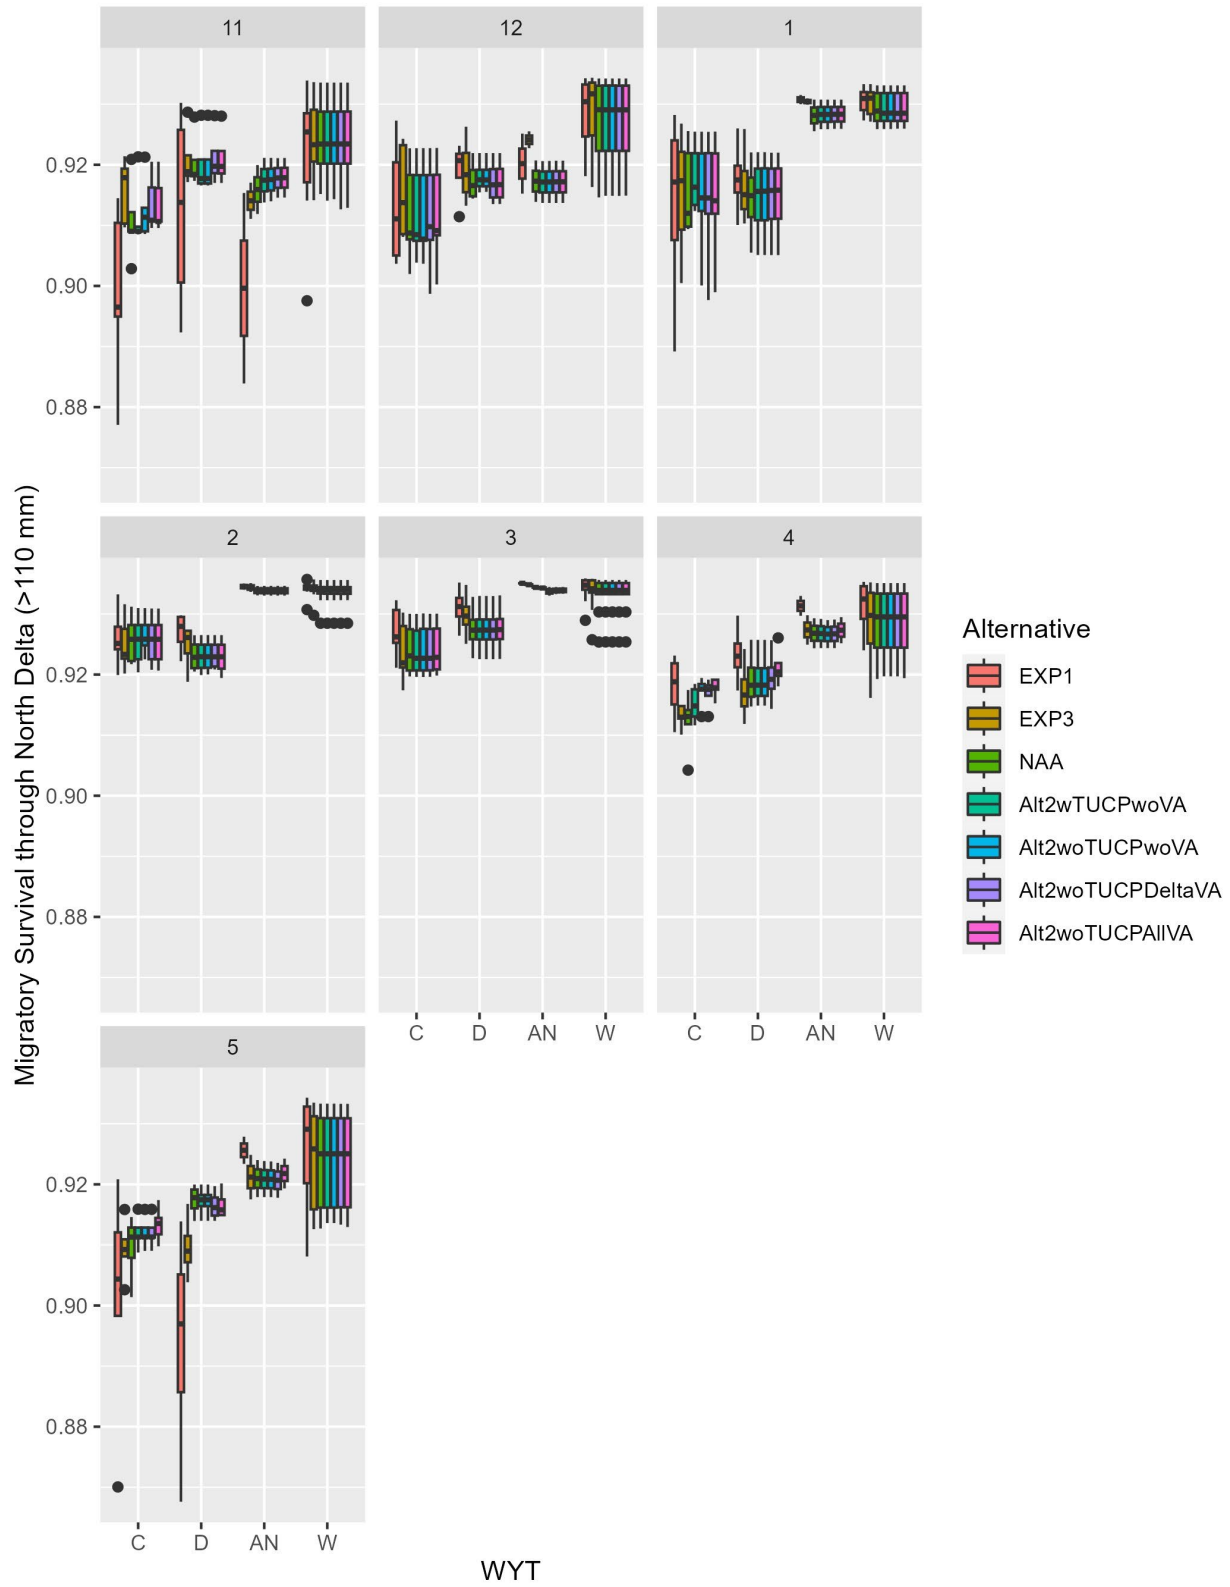 11
12
1
0.92
0.90
0.88
2
3
4
0.92
0.90
0.88
C D AN W
C D AN W
5
0.92
0.90
0.88
C D AN W
WYT
Migratory Survival through North Delta (>110 mm)
Alternative
EXP1
EXP3
NAA
Alt2wTUCPwoVA
Alt2woTUCPwoVA
Alt2woTUCPDeltaVA
Alt2woTUCPAllVA